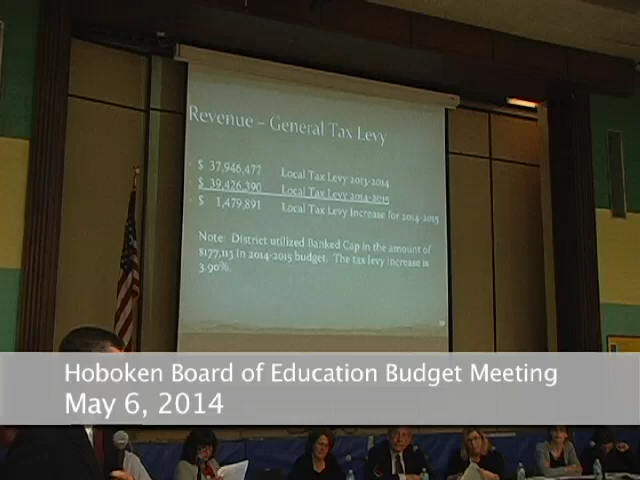 Revenue – General Tax Levy
$ 37,946,477 Local Tax Levy 2013-2014
$ 39,426,390 Local Tax Levy 2014-2015
$ 1,479,891 Local Tax Levy Increase for 2014-2015
Note: District utilized Banked Cap in the amount of
$177,113 in 2014-2015 budget. The tax levy increase is
3.90%.
Hoboken Board of Education Budget Meeting
May 6, 2014